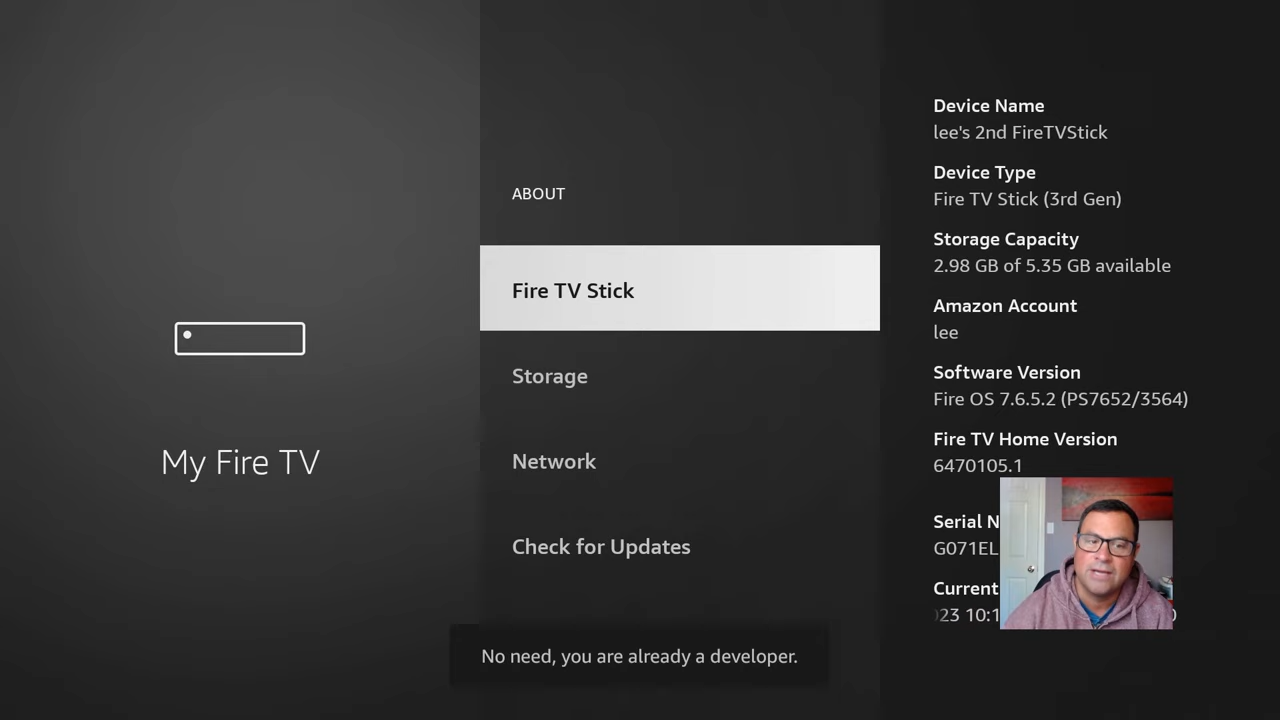 My Fire TV
ABOUT
Fire TV Stick
Storage
Network
Check for Updates
Device Name
lee's 2nd FireTVStick
Device Type
Fire TV Stick (3rd Gen)
Storage Capacity
2.98 GB of 5.35 GB available
Amazon Account
lee
Software Version
Fire OS 7.6.5.2 (PS7652/3564)
Fire TV Home Version
6470105.1
Serial N
G071EL
Current
23 10:1
No need, you are already a developer.